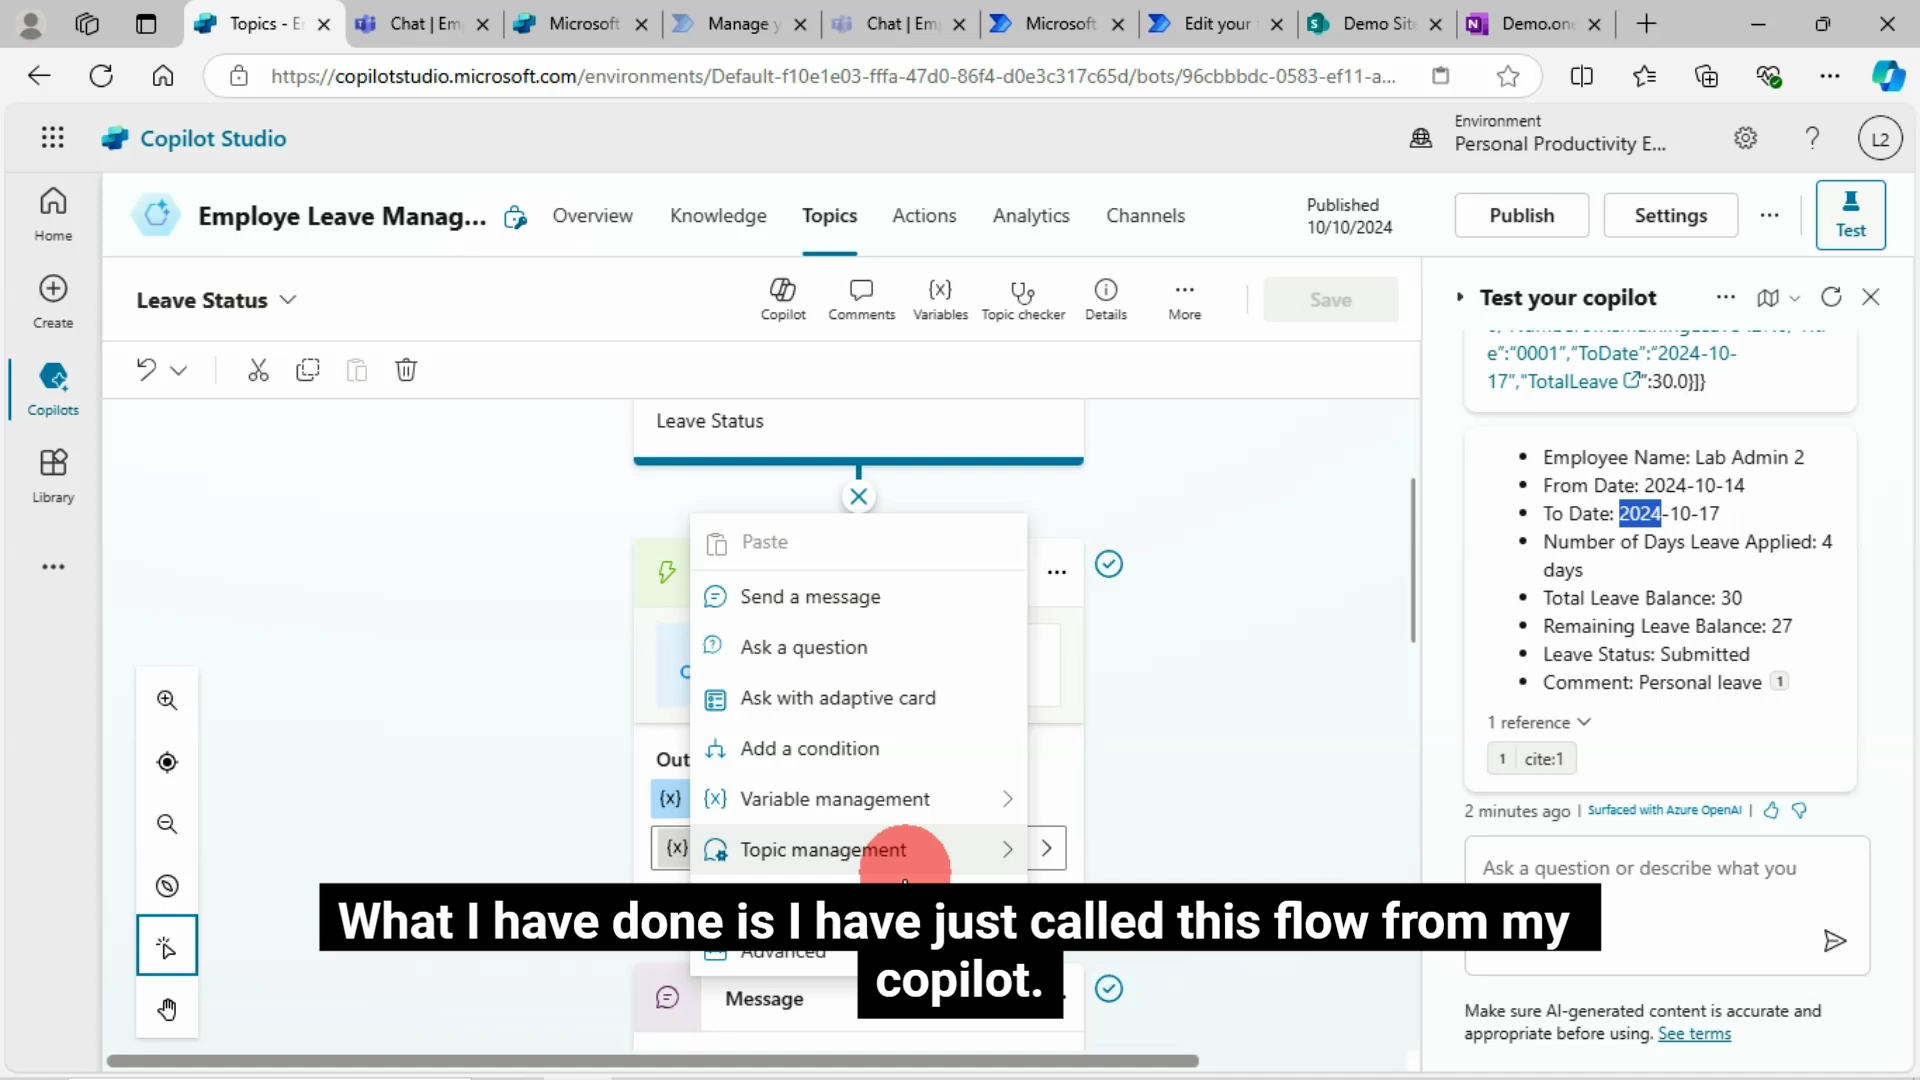 Topics - E
Chat | Em
Microsoft
Manage y
Chat | Em
Microsoft
Edit your
Demo Sit
Demo.on
https://copilotstudio.microsoft.com/environments/Default-f10e1e03-fffa-47d0-86f4-d0e3c317c65d/bots/96cbbbdc-0583-ef11-a...
Copilot Studio
Environment
Personal Productivity E...
L2
Home
Create
Copilots
Library
Employe Leave Manag...
Overview
Knowledge
Topics
Actions
Analytics
Channels
Published
10/10/2024
Publish
Settings
Test
Leave Status
Copilot
Comments
Variables
Topic checker
Details
More
Save
Leave Status
Paste
Send a message
Ask a question
Ask with adaptive card
Add a condition
Out
{x}
Variable management
{x}
Topic management
Advanced
Message
Test your copilot
e":"0001","ToDate":"2024-10-
17","TotalLeave":30.0}]}
Employee Name: Lab Admin 2
From Date: 2024-10-14
To Date: 2024-10-17
Number of Days Leave Applied: 4
days
Total Leave Balance: 30
Remaining Leave Balance: 27
Leave Status: Submitted
Comment: Personal leave 1
1 reference
1 cite:1
2 minutes ago | Surfaced with Azure OpenAI |
Ask a question or describe what you
Make sure AI-generated content is accurate and
appropriate before using. See terms
What I have done is I have just called this flow from my
copilot.